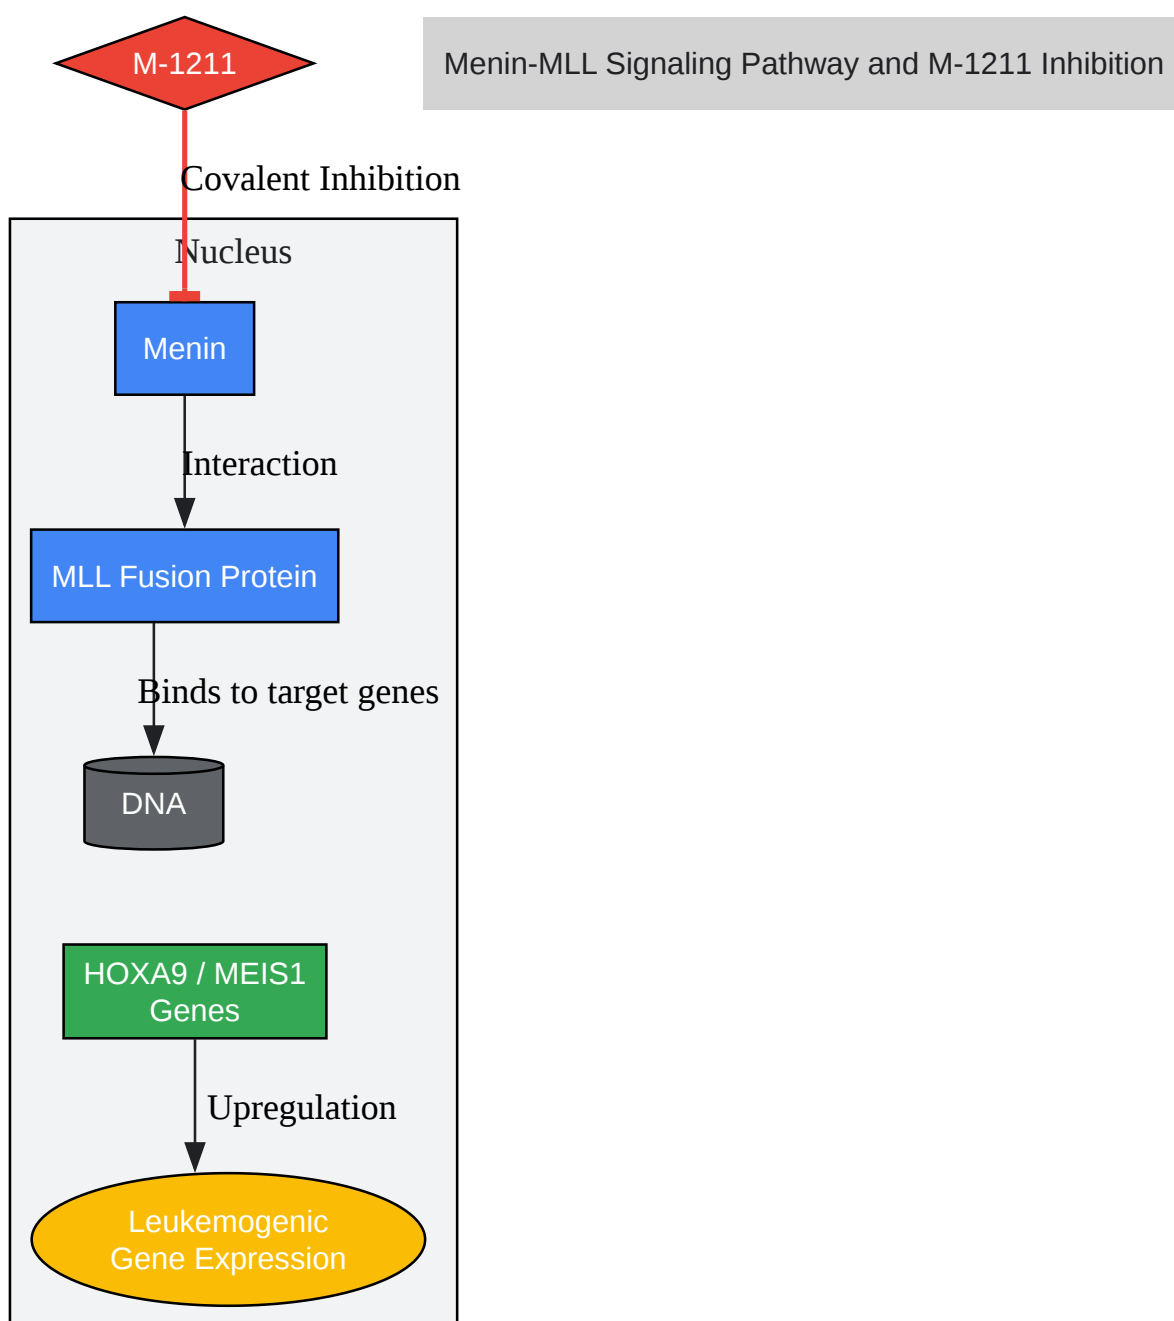 M-1211
Menin-MLL Signaling Pathway and M-1211 Inhibition
Covalent Inhibition
Nucleus
Menin
Interaction
MLL Fusion Protein
Binds to target genes
DNA
HOXA9 / MEIS1
Genes
Upregulation
Leukemogenic
Gene Expression